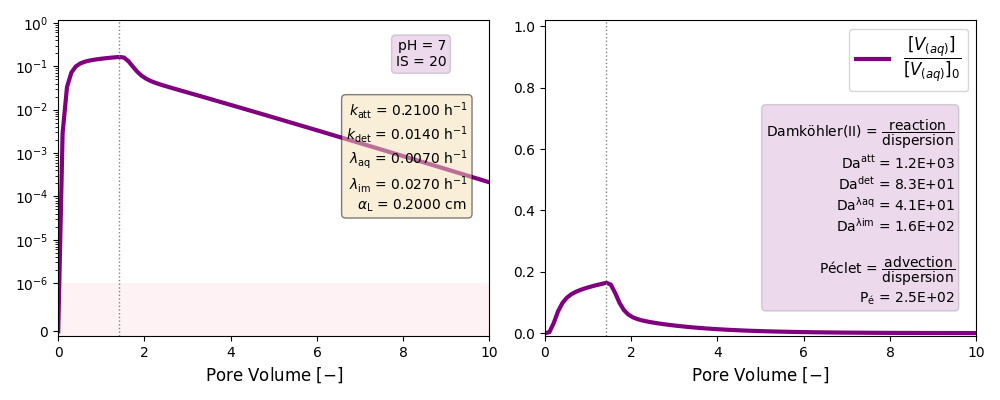 10⁰
10⁻¹
10⁻²
10⁻³
10⁻⁴
10⁻⁵
10⁻⁶
0
0 2 4 6 8 10
Pore Volume [−]
pH = 7
IS = 20
k_att = 0.2100 h⁻¹
k_det = 0.0140 h⁻¹
λ_aq = 0.0070 h⁻¹
λ_im = 0.0270 h⁻¹
α_L = 0.2000 cm
1.0
0.8
0.6
0.4
0.2
0.0
0 2 4 6 8 10
Pore Volume [−]
[V_(aq)]
[V_(aq)]₀
Damköhler(II) = reaction
dispersion
Da^att = 1.2E+03
Da^det = 8.3E+01
Da^λaq = 4.1E+01
Da^λim = 1.6E+02
Péclet = advection
dispersion
P_é = 2.5E+02